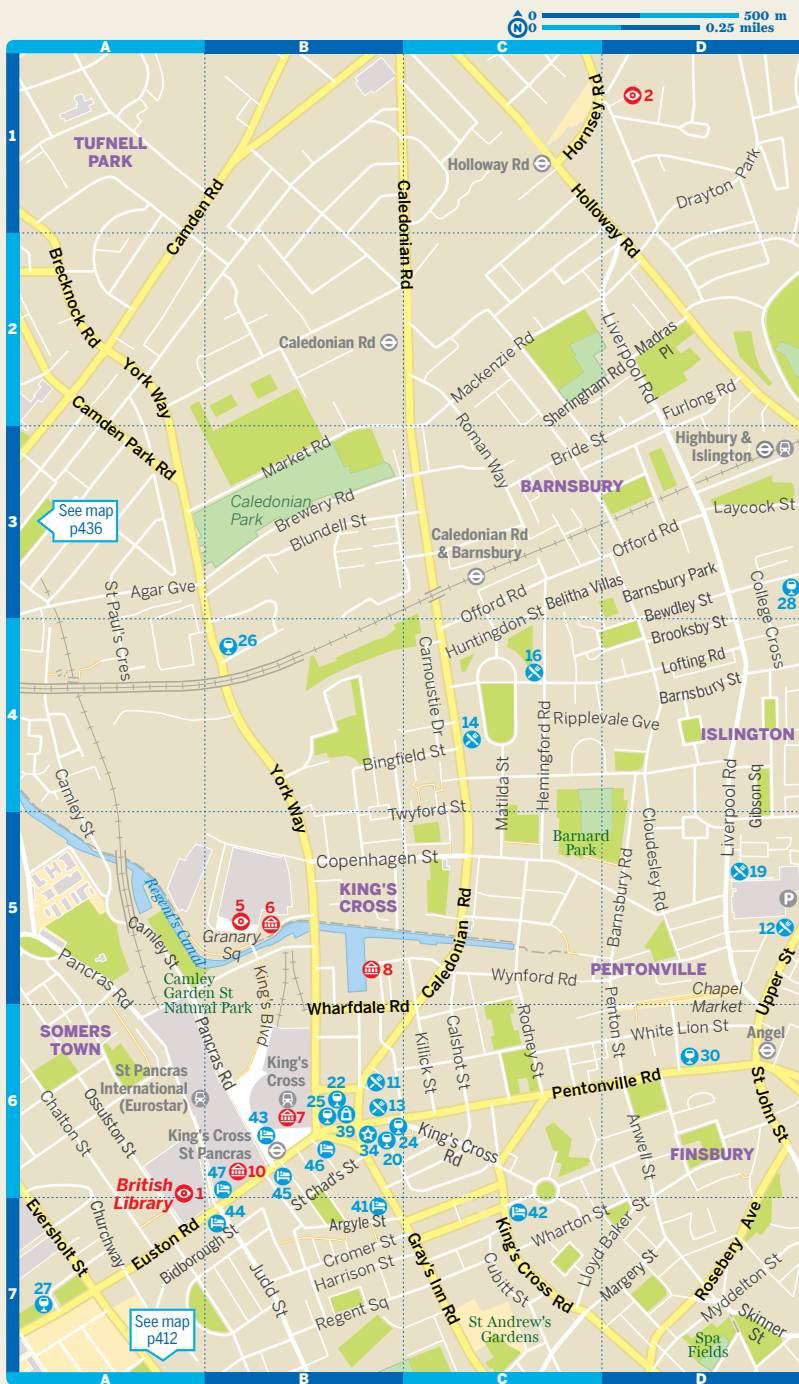 0 500 m
N 0 0.25 miles
A B C D
1
TUFNELL
PARK
Camden Rd
Caledonian Rd
Holloway Rd
Hornsey Rd
2
Drayton Park
Holloway Rd
2
Brecknock Rd
York Way
Camden Park Rd
Caledonian Rd
Mackenzie Rd
Liverpool Rd
Madras
Pl
Sheringham Rd
Furlong Rd
Roman Way
Bride St
Highbury &
Islington
3
Market Rd
Caledonian
Park
Brewery Rd
Blundell St
BARNSBURY
Laycock St
See map
p436
Caledonian Rd
& Barnsbury
Offord Rd
Agar Gve
St Paul's Cres
Offord Rd
Belitha Villas
Barnsbury Park
College Cross
28
Huntingdon St
Bewdley St
Brooksby St
4
26
Carnoustie Dr
16
Lofting Rd
Barnsbury St
14
Ripplevale Gve
ISLINGTON
Bingfield St
Hemingford Rd
Matilda St
Camley St
York Way
Liverpool Rd
Gibson Sq
Twyford St
Cloudesley Rd
5
Barnard
Park
Copenhagen St
Barnsbury Rd
19
P
Regent's Canal
5
6
KING'S
CROSS
Caledonian Rd
12
Granary
Sq
Camley St
Pancras Rd
8
Wynford Rd
PENTONVILLE
Upper St
Camley
Garden St
Natural Park
King's Blvd
Wharfdale Rd
Chapel
Market
6
SOMERS
TOWN
Pancras Rd
Killick St
Calshot St
Rodney St
Penton St
White Lion St
Angel
30
St Pancras
International
(Eurostar)
King's
Cross
22
11
Pentonville Rd
St John St
Chalton St
Ossulston St
25
7
13
43
39
34
24
20
King's Cross
St Pancras
King's Cross
Rd
Anwell St
FINSBURY
46
47
10
45
St Chad's St
British
Library
1
7
Eversholt St
Churchway
Euston Rd
44
Bidborough St
41
Argyle St
42
Wharton St
Lloyd Baker St
Rosebery Ave
Cromer St
Harrison St
Judd St
Gray's Inn Rd
King's Cross Rd
Cubitt St
Margery St
Myddelton St
Skinner
St
27
Regent Sq
St Andrew's
Gardens
Spa
Fields
See map
p412
A B C D